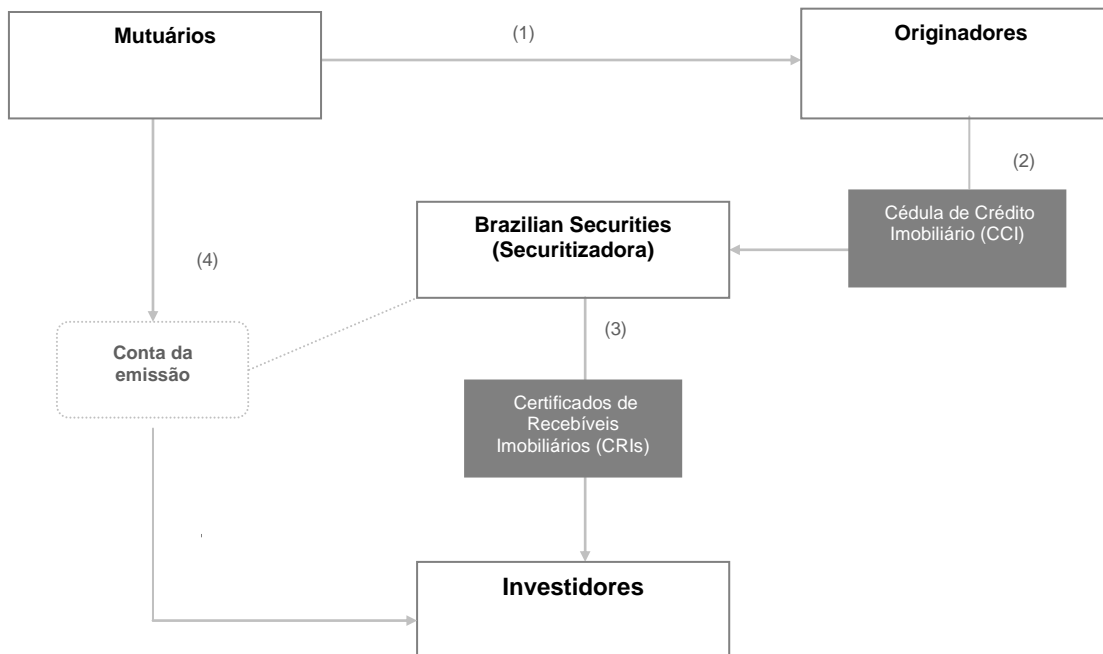 Mutuários
(1)
Originadores
(2)
Cédula de Crédito
Imobiliário (CCI)
Brazilian Securities
(Securitizadora)
(4)
(3)
Conta da
emissão
Certificados de
Recebíveis
Imobiliários (CRIs)
Investidores